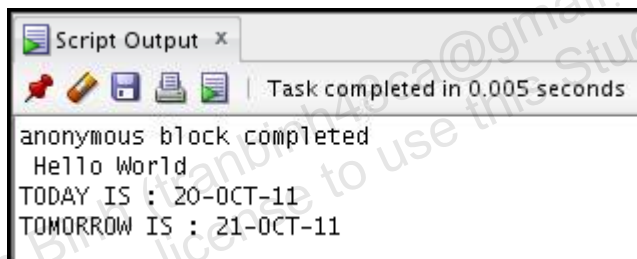 Script Output x
Task completed in 0.005 seconds
anonymous block completed
Hello World
TODAY IS : 20-OCT-11
TOMORROW IS : 21-OCT-11